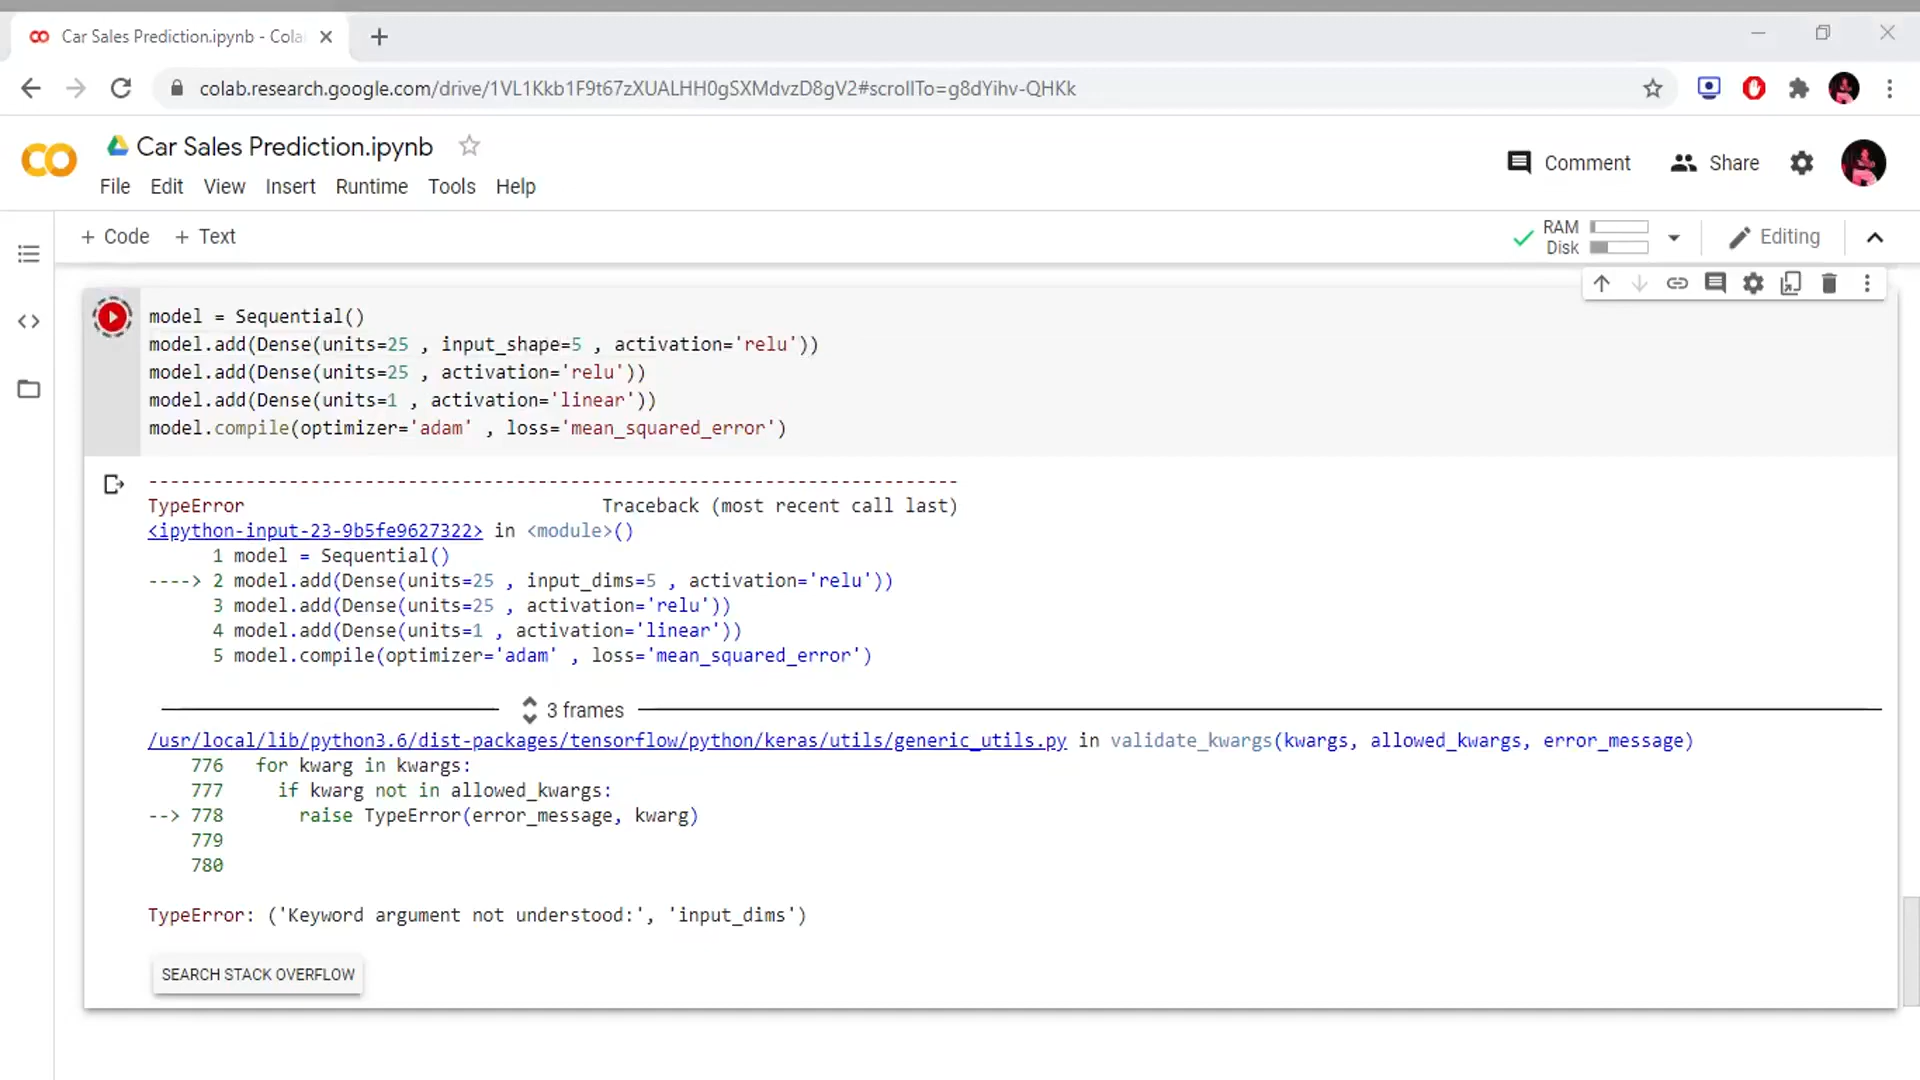 Car Sales Prediction.ipynb - Cola
colab.research.google.com/drive/1VL1Kkb1F9t67zXUALHH0gSXMdvzD8gV2#scrollTo=g8dYihv-QHKk
CO
Car Sales Prediction.ipynb
Comment
Share
File Edit View Insert Runtime Tools Help
+ Code + Text
RAM
Disk
Editing
model = Sequential()
model.add(Dense(units=25 , input_shape=5 , activation='relu'))
model.add(Dense(units=25 , activation='relu'))
model.add(Dense(units=1 , activation='linear'))
model.compile(optimizer='adam' , loss='mean_squared_error')
---------------------------------------------------------------------------
TypeError                                 Traceback (most recent call last)
<ipython-input-23-9b5fe9627322> in <module>()
      1 model = Sequential()
----> 2 model.add(Dense(units=25 , input_dims=5 , activation='relu'))
      3 model.add(Dense(units=25 , activation='relu'))
      4 model.add(Dense(units=1 , activation='linear'))
      5 model.compile(optimizer='adam' , loss='mean_squared_error')
3 frames
/usr/local/lib/python3.6/dist-packages/tensorflow/python/keras/utils/generic_utils.py in validate_kwargs(kwargs, allowed_kwargs, error_message)
    776   for kwarg in kwargs:
    777     if kwarg not in allowed_kwargs:
--> 778       raise TypeError(error_message, kwarg)
    779
    780
TypeError: ('Keyword argument not understood:', 'input_dims')
SEARCH STACK OVERFLOW